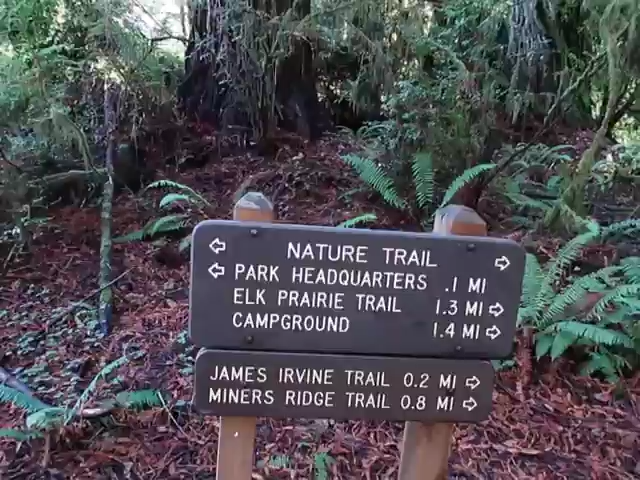 ⇦ NATURE TRAIL ⇨
⇦ PARK HEADQUARTERS .1 MI
ELK PRAIRIE TRAIL 1.3 MI ⇨
CAMPGROUND 1.4 MI ⇨
JAMES IRVINE TRAIL 0.2 MI ⇨
MINERS RIDGE TRAIL 0.8 MI ⇨